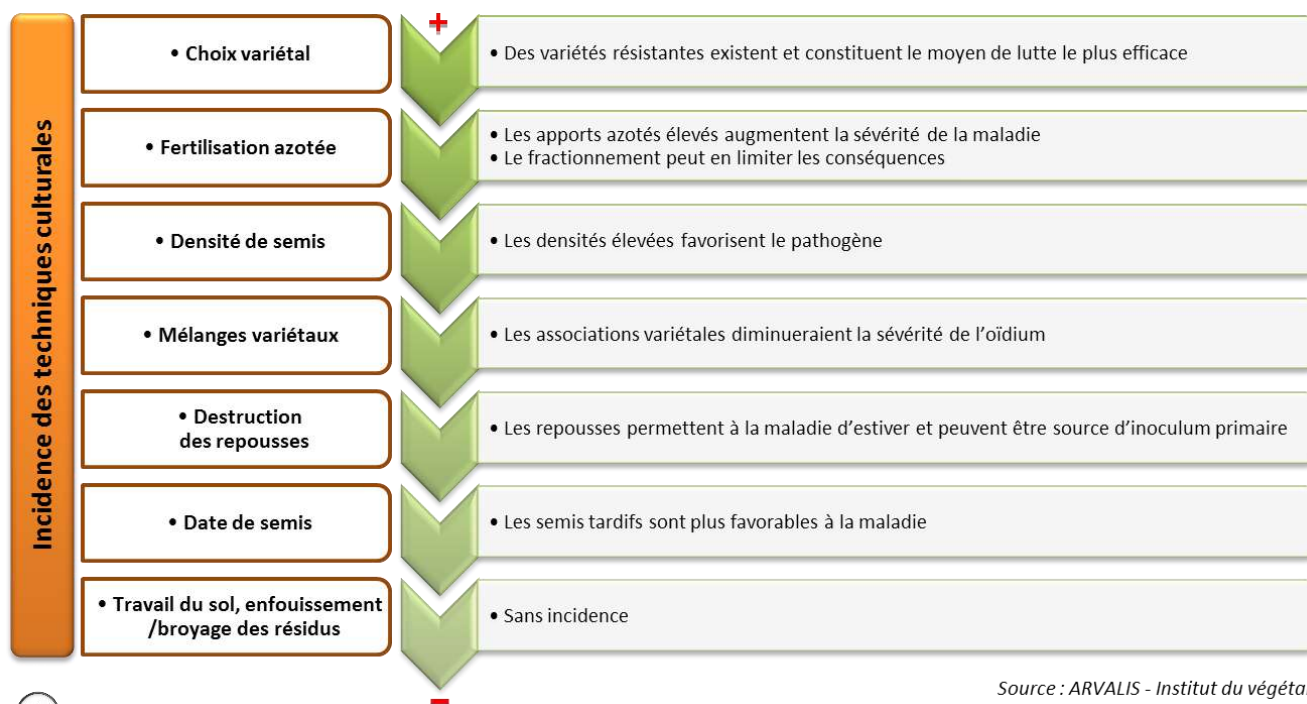 Incidence des techniques culturales
+
• Choix variétal
• Des variétés résistantes existent et constituent le moyen de lutte le plus efficace
• Fertilisation azotée
• Les apports azotés élevés augmentent la sévérité de la maladie
• Le fractionnement peut en limiter les conséquences
• Densité de semis
• Les densités élevées favorisent le pathogène
• Mélanges variétaux
• Les associations variétales diminueraient la sévérité de l'oïdium
• Destruction
des repousses
• Les repousses permettent à la maladie d'estiver et peuvent être source d'inoculum primaire
• Date de semis
• Les semis tardifs sont plus favorables à la maladie
• Travail du sol, enfouissement
/broyage des résidus
• Sans incidence
-
Source : ARVALIS - Institut du végéta